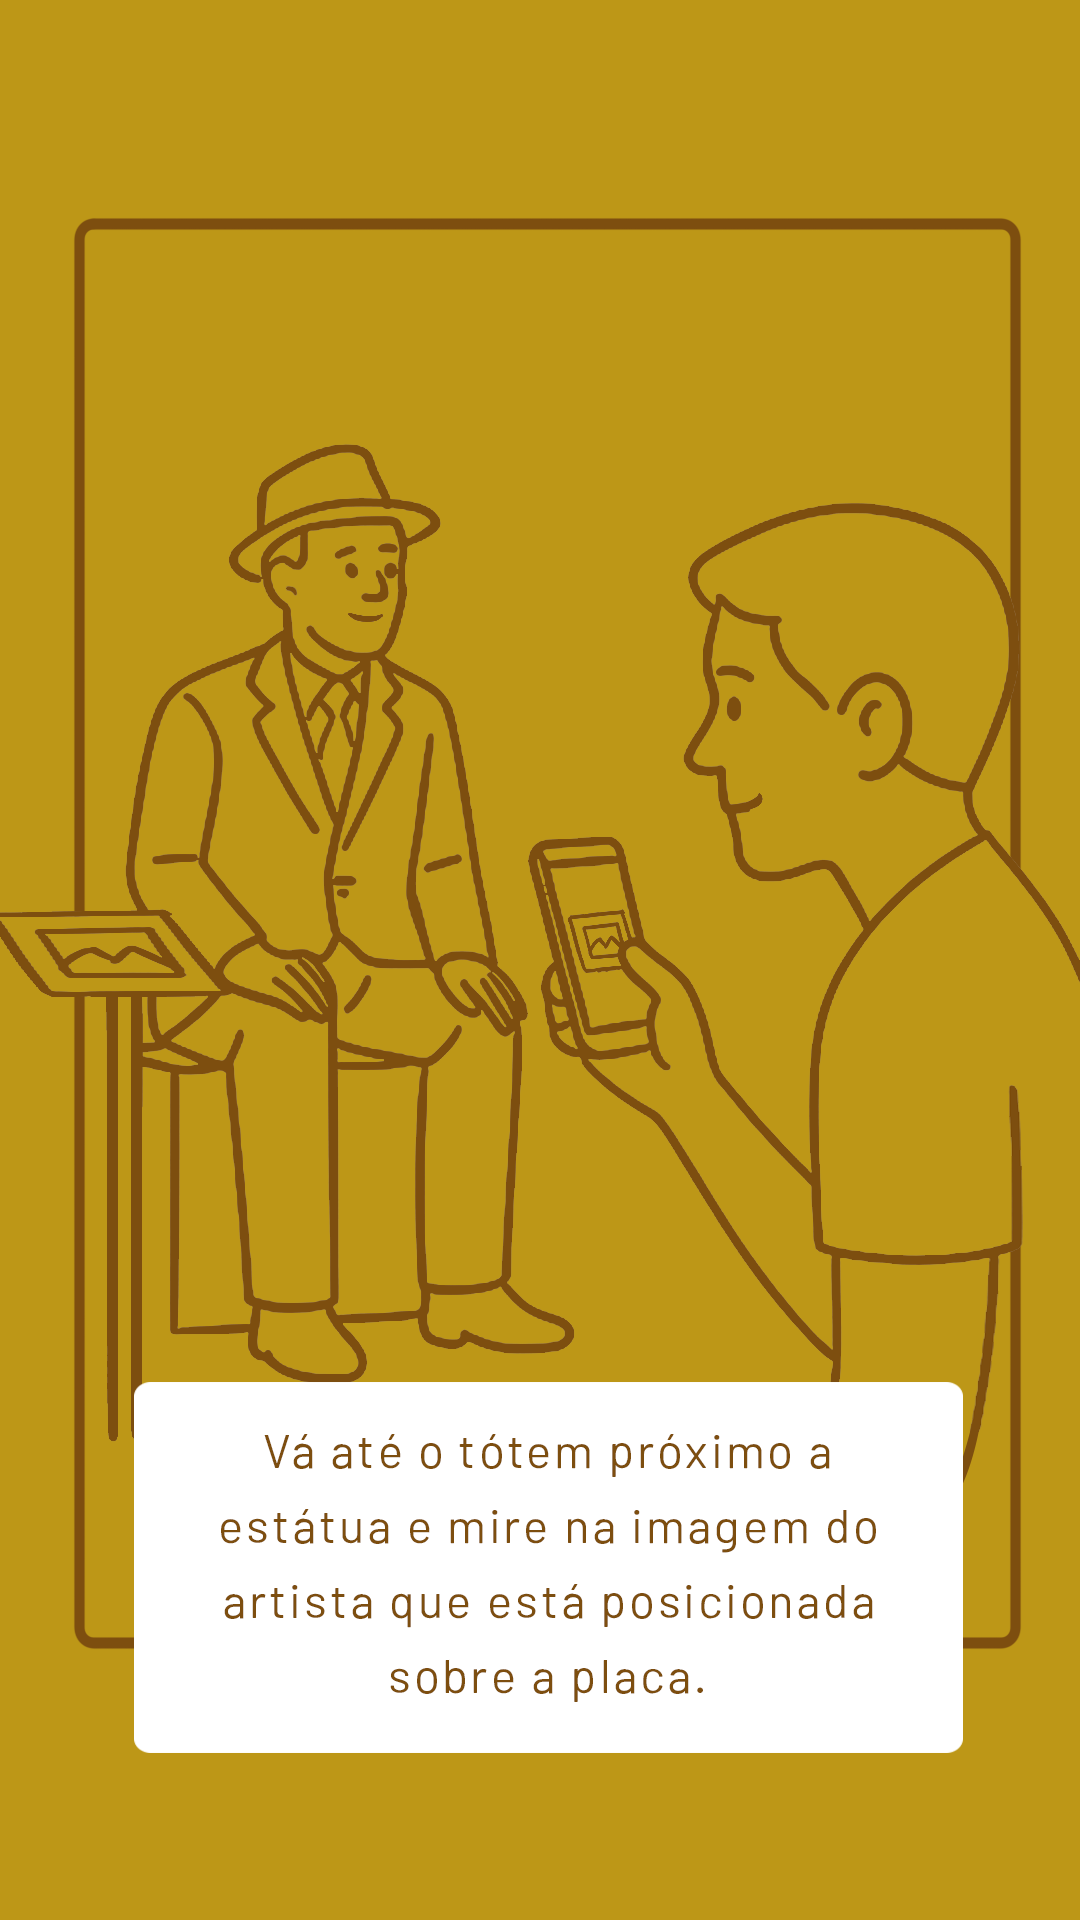 Vá até o tótem próximo a
estátua e mire na imagem do
artista que está posicionada
sobre a placa.